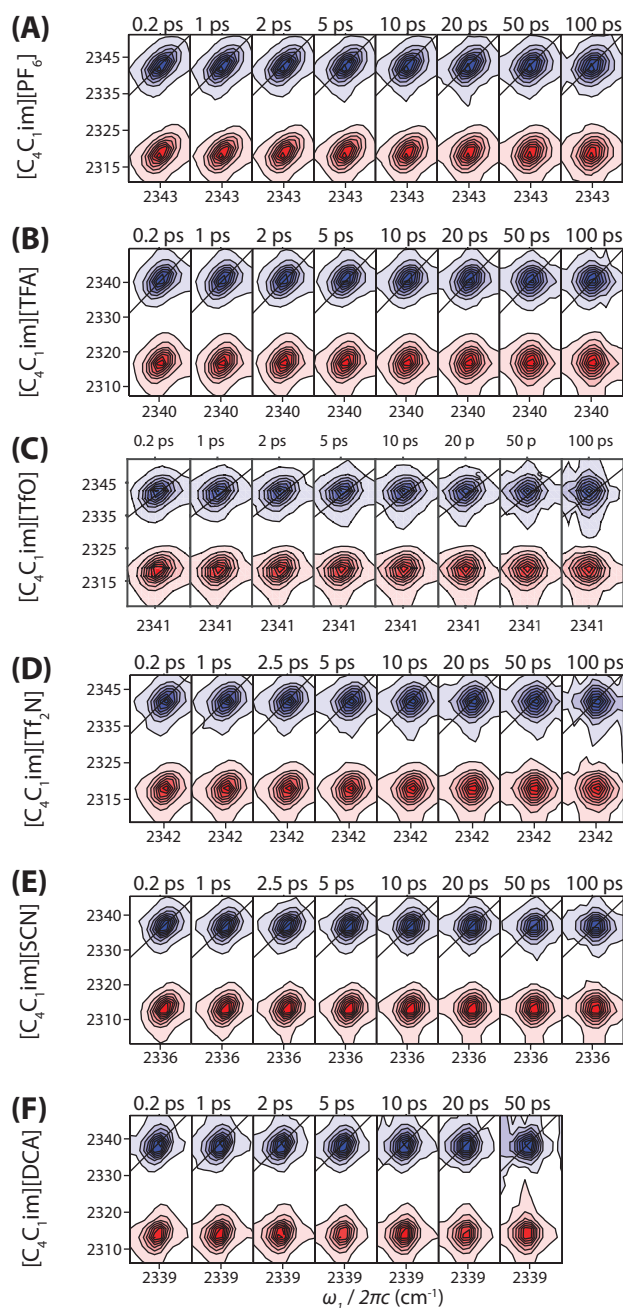 (A)
0.2 ps 1 ps 2 ps 5 ps 10 ps 20 ps 50 ps 100 ps
[C₄C₁im][PF₆]
2345
2335
2325
2315
2343 2343 2343 2343 2343 2343 2343 2343
(B)
0.2 ps 1 ps 2 ps 5 ps 10 ps 20 ps 50 ps 100 ps
[C₄C₁im][TFA]
2340
2330
2320
2310
2340 2340 2340 2340 2340 2340 2340 2340
(C)
0.2 ps 1 ps 2 ps 5 ps 10 ps 20 p 50 p 100 ps
[C₄C₁im][TfO]
2345
2335
2325
2315
2341 2341 2341 2341 2341 2341 2341 2341
(D)
0.2 ps 1 ps 2.5 ps 5 ps 10 ps 20 ps 50 ps 100 ps
[C₄C₁im][Tf₂N]
2345
2335
2325
2315
2342 2342 2342 2342 2342 2342 2342 2342
(E)
0.2 ps 1 ps 2.5 ps 5 ps 10 ps 20 ps 50 ps 100 ps
[C₄C₁im][SCN]
2340
2330
2320
2310
2336 2336 2336 2336 2336 2336 2336 2336
(F)
0.2 ps 1 ps 2 ps 5 ps 10 ps 20 ps 50 ps
[C₄C₁im][DCA]
2340
2330
2320
2310
2339 2339 2339 2339 2339 2339 2339
ω₁ / 2πc (cm⁻¹)